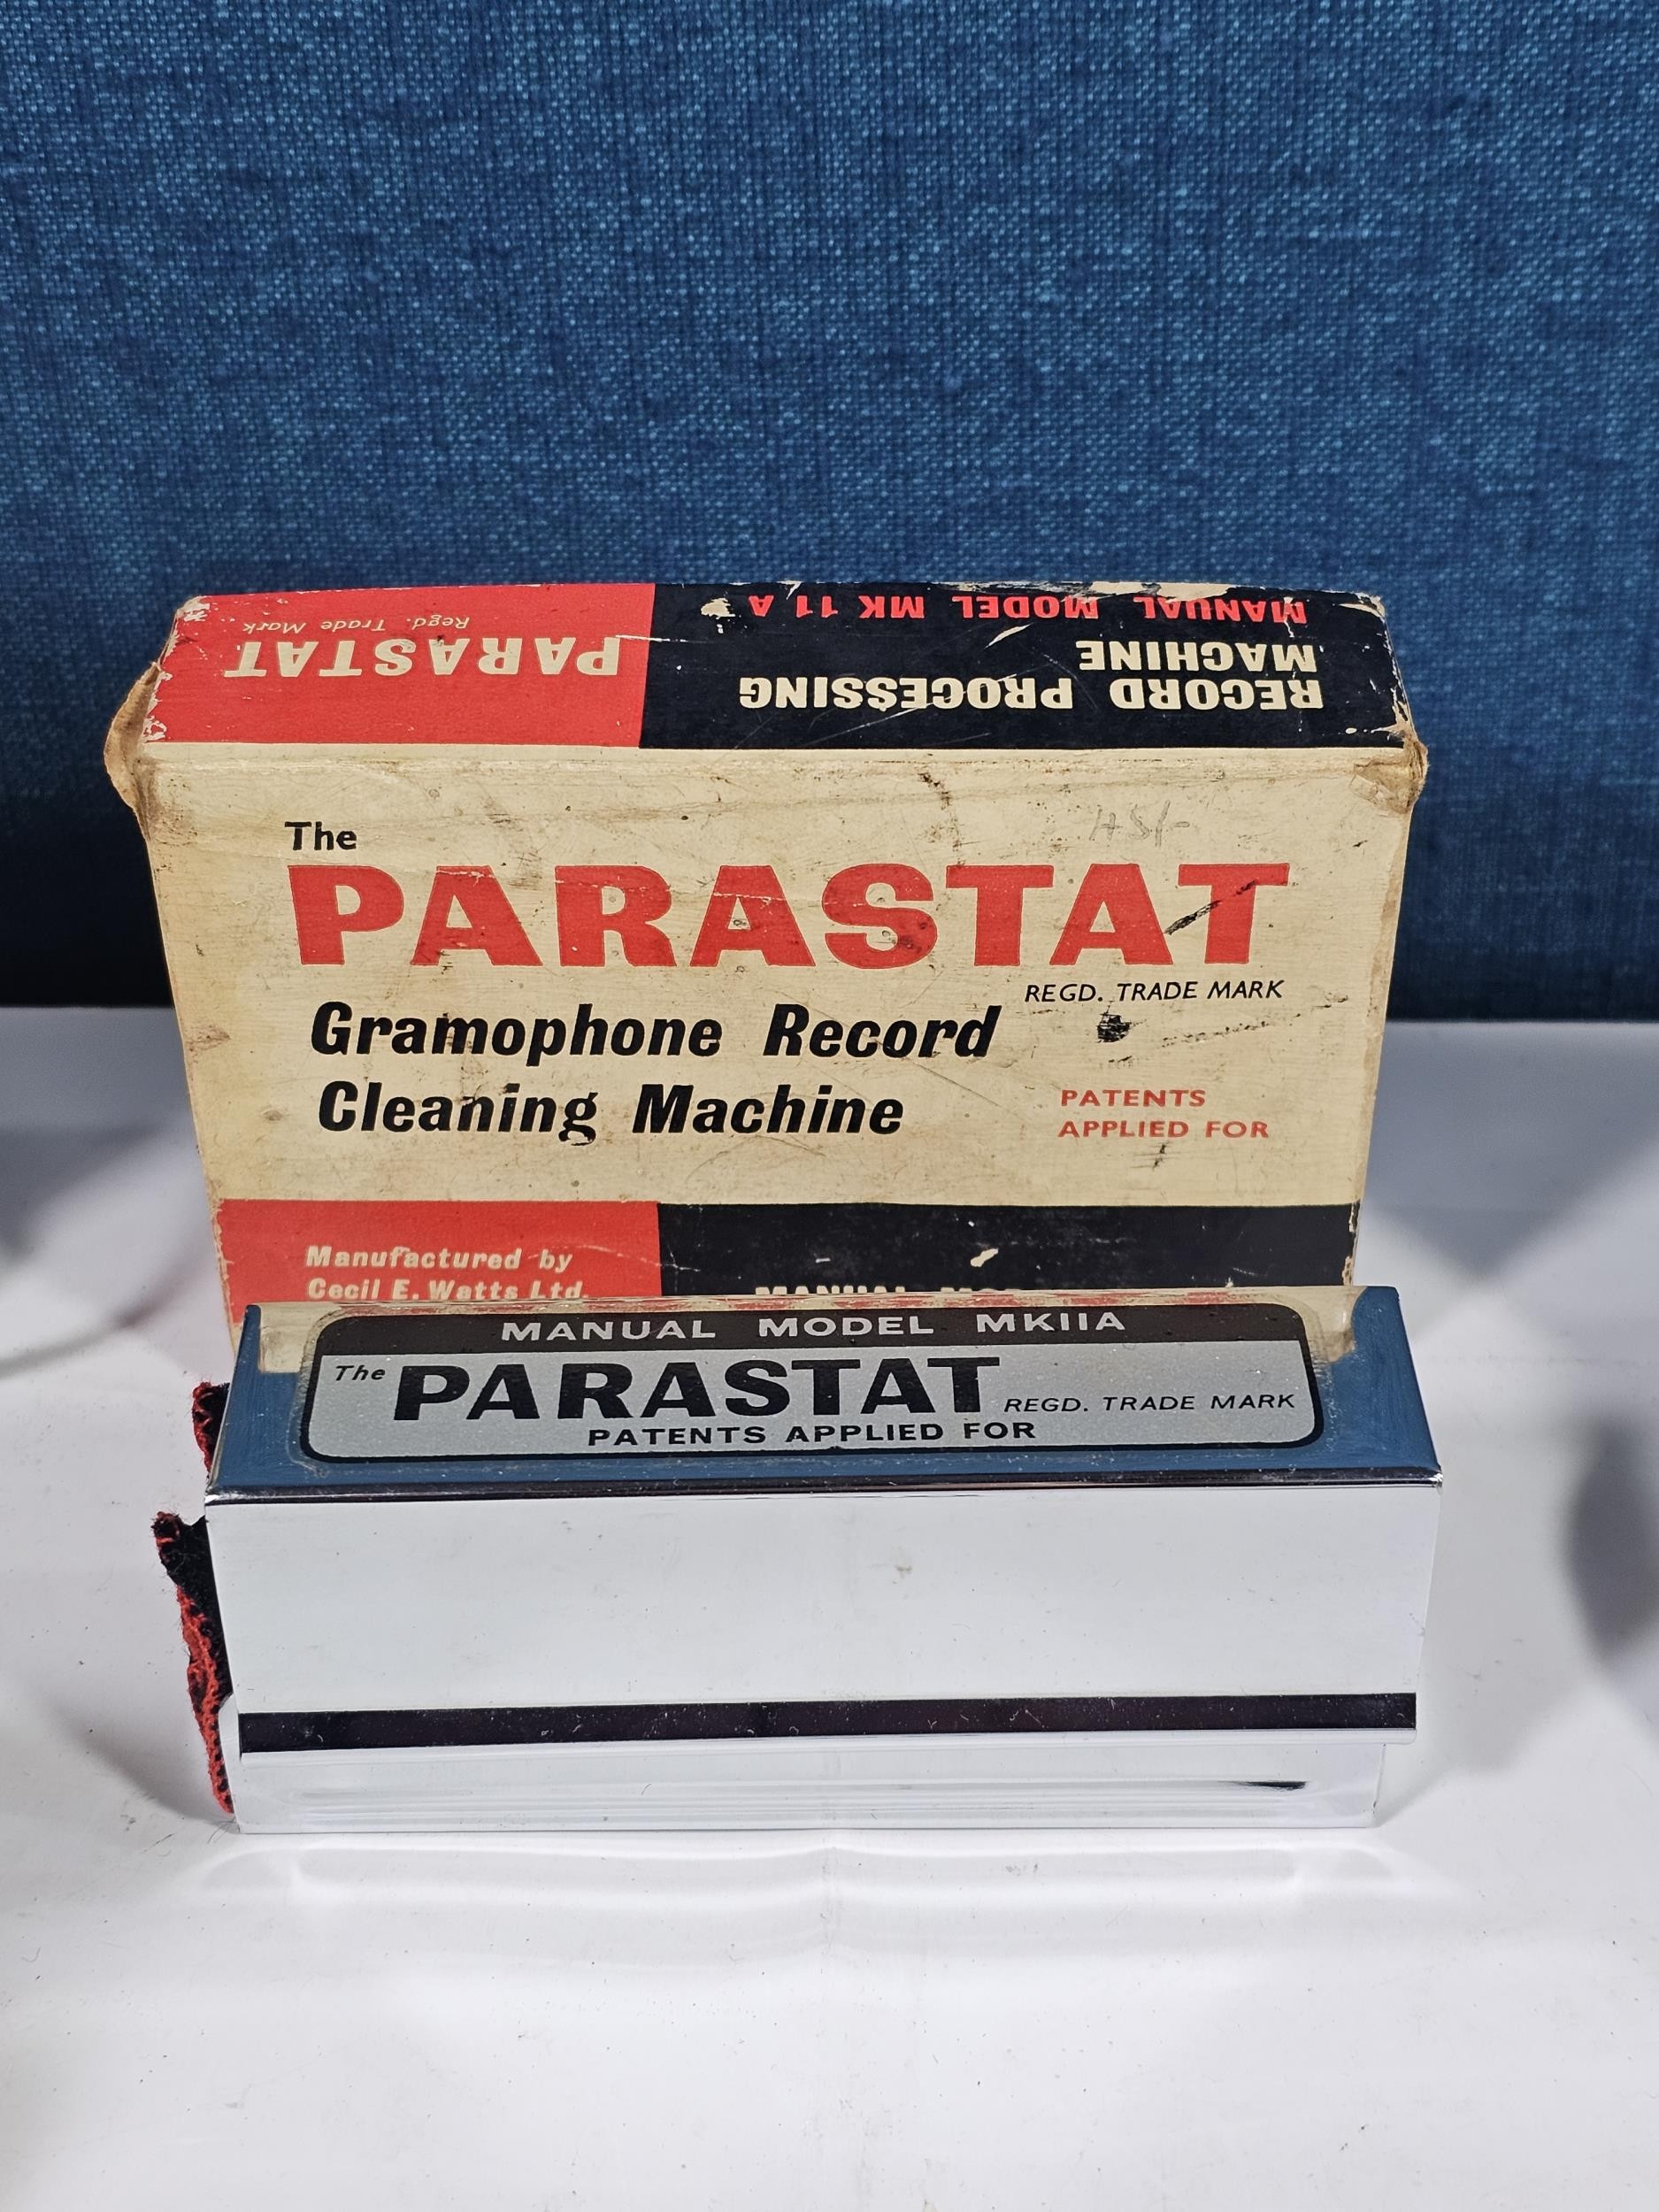 PARASTAT
Regd. Trade Mark
RECORD PROCESSING
MACHINE
MANUAL MODEL MK 11 A
The
PARASTAT
REGD. TRADE MARK
Gramophone Record
Cleaning Machine
PATENTS
APPLIED FOR
Manufactured by
Cecil E. Watts Ltd.
MANUAL MODEL MKIIA
The PARASTAT REGD. TRADE MARK
PATENTS APPLIED FOR